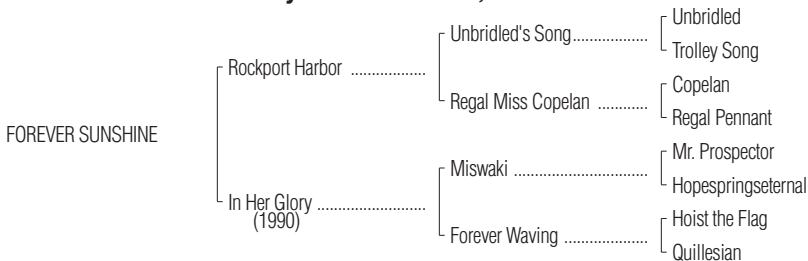 Unbridled
Unbridled's Song.................
Trolley Song
Rockport Harbor ..................
Copelan
Regal Miss Copelan ............
Regal Pennant
FOREVER SUNSHINE
Mr. Prospector
Miswaki ................................
Hopespringseternal
In Her Glory ..........................
(1990)
Hoist the Flag
Forever Waving ....................
Quillesian